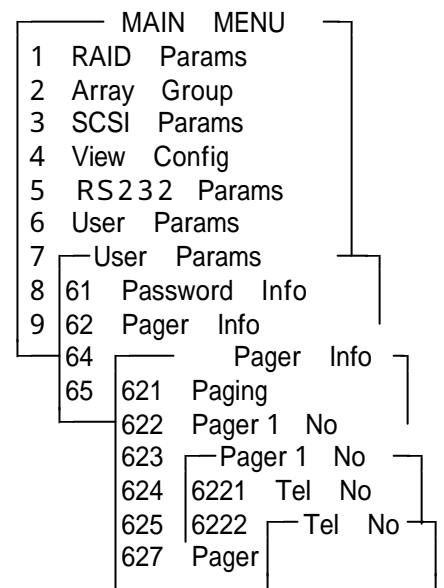 MAIN MENU
1 RAID Params
2 Array Group
3 SCSI Params
4 View Config
5 RS232 Params
6 User Params
7 User Params
8 61 Password Info
9 62 Pager Info
64 Pager Info
65 621 Paging
622 Pager 1 No
623 Pager 1 No
624 6221 Tel No
625 6222 Tel No
627 Pager